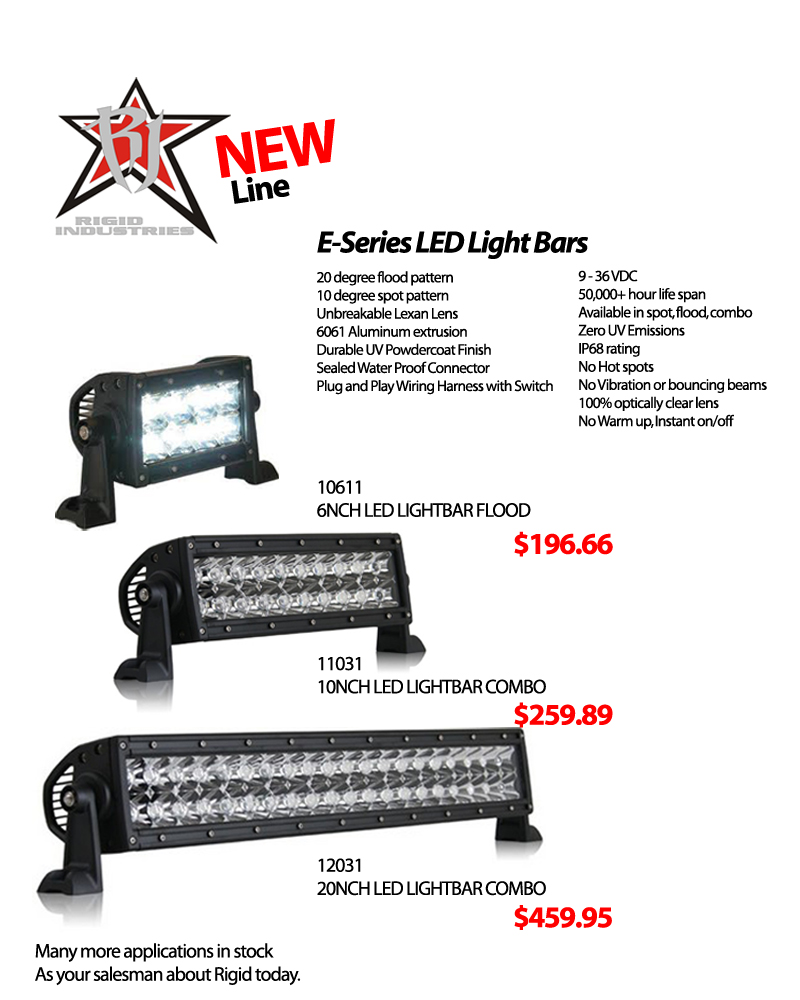 RJ
RIGID
INDUSTRIES
NEW
Line
E-Series LED Light Bars
20 degree flood pattern
10 degree spot pattern
Unbreakable Lexan Lens
6061 Aluminum extrusion
Durable UV Powdercoat Finish
Sealed Water Proof Connector
Plug and Play Wiring Harness with Switch
9 - 36 VDC
50,000+ hour life span
Available in spot, flood, combo
Zero UV Emissions
IP68 rating
No Hot spots
No Vibration or bouncing beams
100% optically clear lens
No Warm up, Instant on/off
10611
6NCH LED LIGHTBAR FLOOD
$196.66
11031
10NCH LED LIGHTBAR COMBO
$259.89
12031
20NCH LED LIGHTBAR COMBO
$459.95
Many more applications in stock
As your salesman about Rigid today.